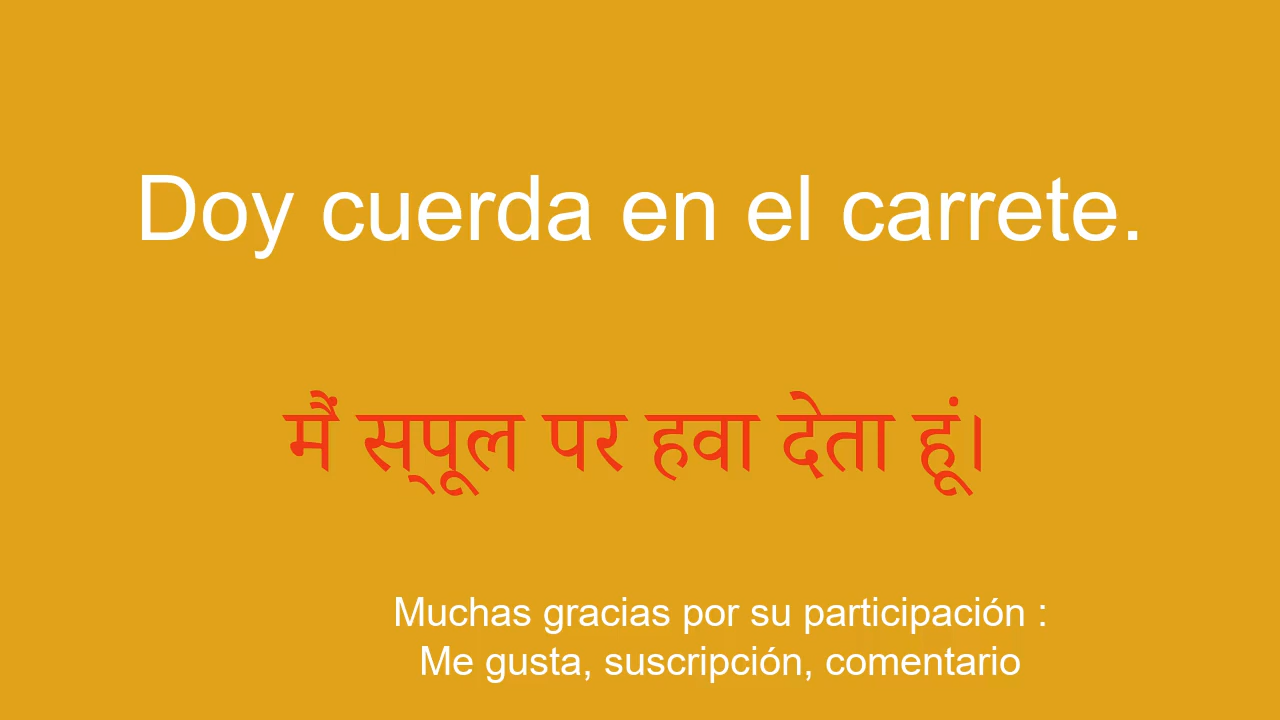 Doy cuerda en el carrete.
मैं स्पूल पर हवा देता हूं।
Muchas gracias por su participación :
Me gusta, suscripción, comentario